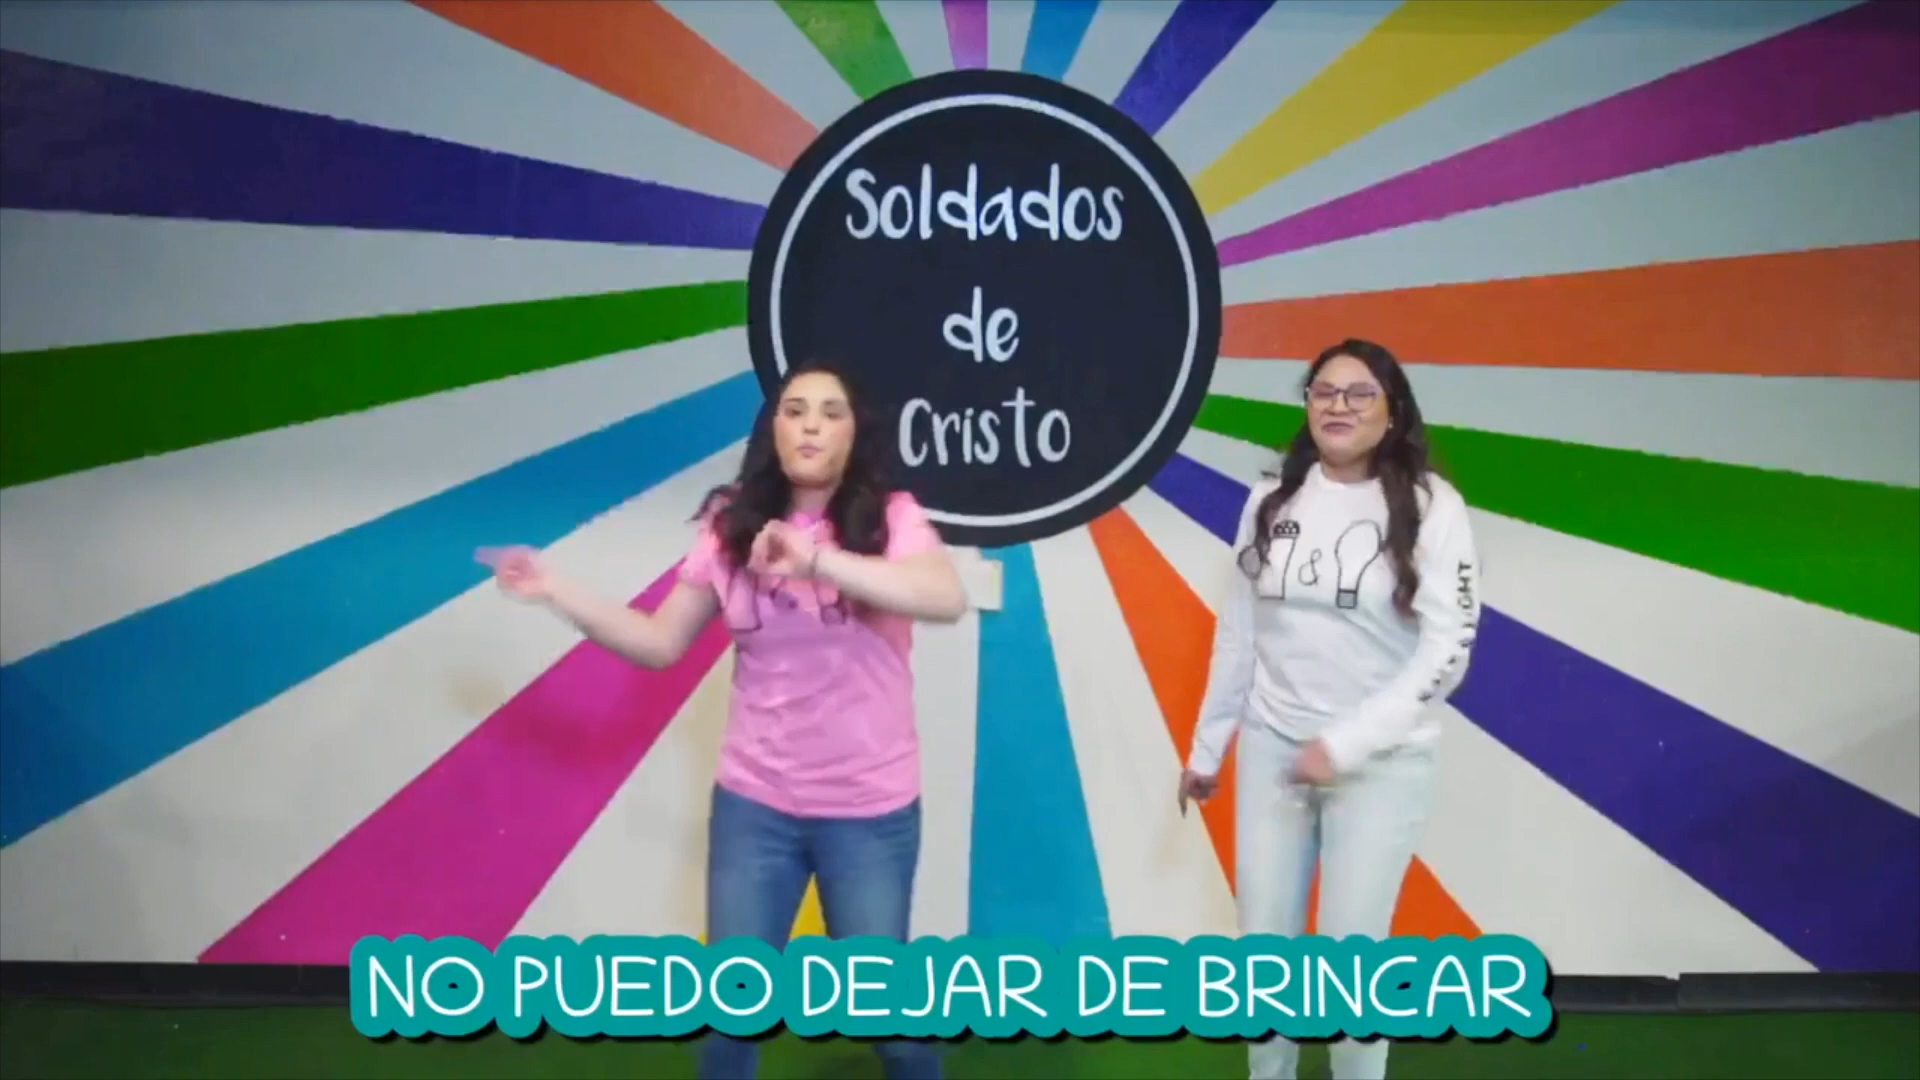 Soldados
de
Cristo
&
NO PUEDO DEJAR DE BRINCAR